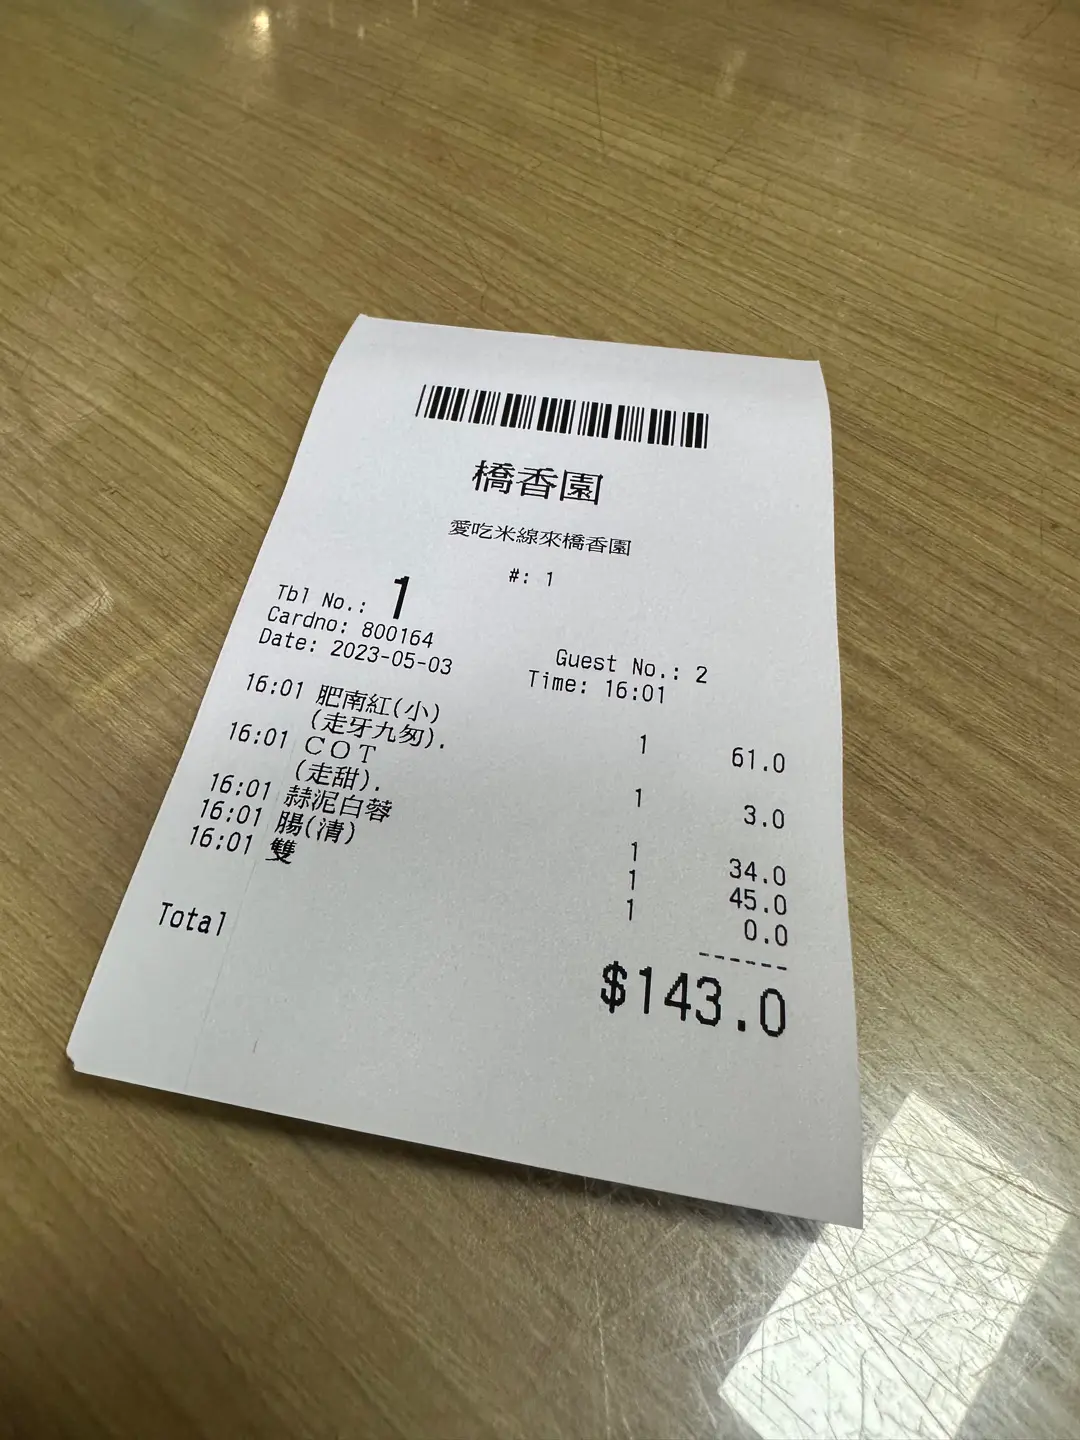 橋香園
愛吃米線來橋香園
#: 1
Tbl No.: 1
Cardno: 800164
Guest No.: 2
Date: 2023-05-03
Time: 16:01
16:01 肥南紅(小) 1 61.0
(走牙九匆).
16:01 COT 1 3.0
(走甜).
16:01 蒜泥白蓉 1 34.0
16:01 腸(清) 1 45.0
16:01 雙 1 0.0
------
Total $143.0